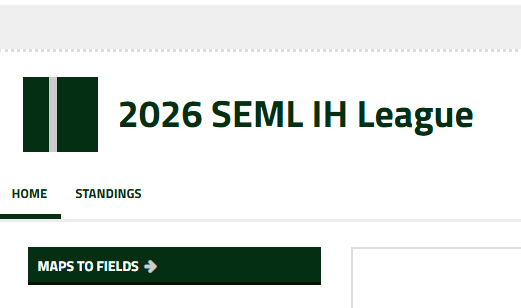 2026 SEML IH League
HOME STANDINGS
MAPS TO FIELDS